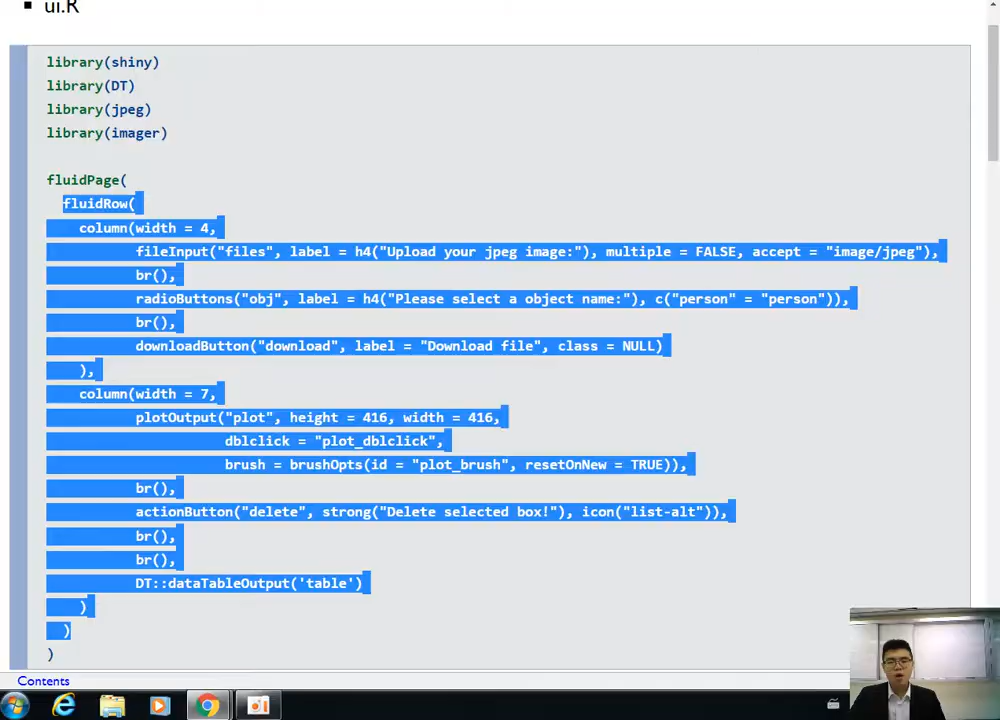 ui.R
library(shiny)
library(DT)
library(jpeg)
library(imager)
fluidPage(
fluidRow(
column(width = 4,
fileInput("files", label = h4("Upload your jpeg image:"), multiple = FALSE, accept = "image/jpeg"),
br(),
radioButtons("obj", label = h4("Please select a object name:"), c("person" = "person")),
br(),
downloadButton("download", label = "Download file", class = NULL)
),
column(width = 7,
plotOutput("plot", height = 416, width = 416,
dblclick = "plot_dblclick",
brush = brushOpts(id = "plot_brush", resetOnNew = TRUE)),
br(),
actionButton("delete", strong("Delete selected box!"), icon("list-alt")),
br(),
br(),
DT::dataTableOutput('table')
)
)
)
Contents